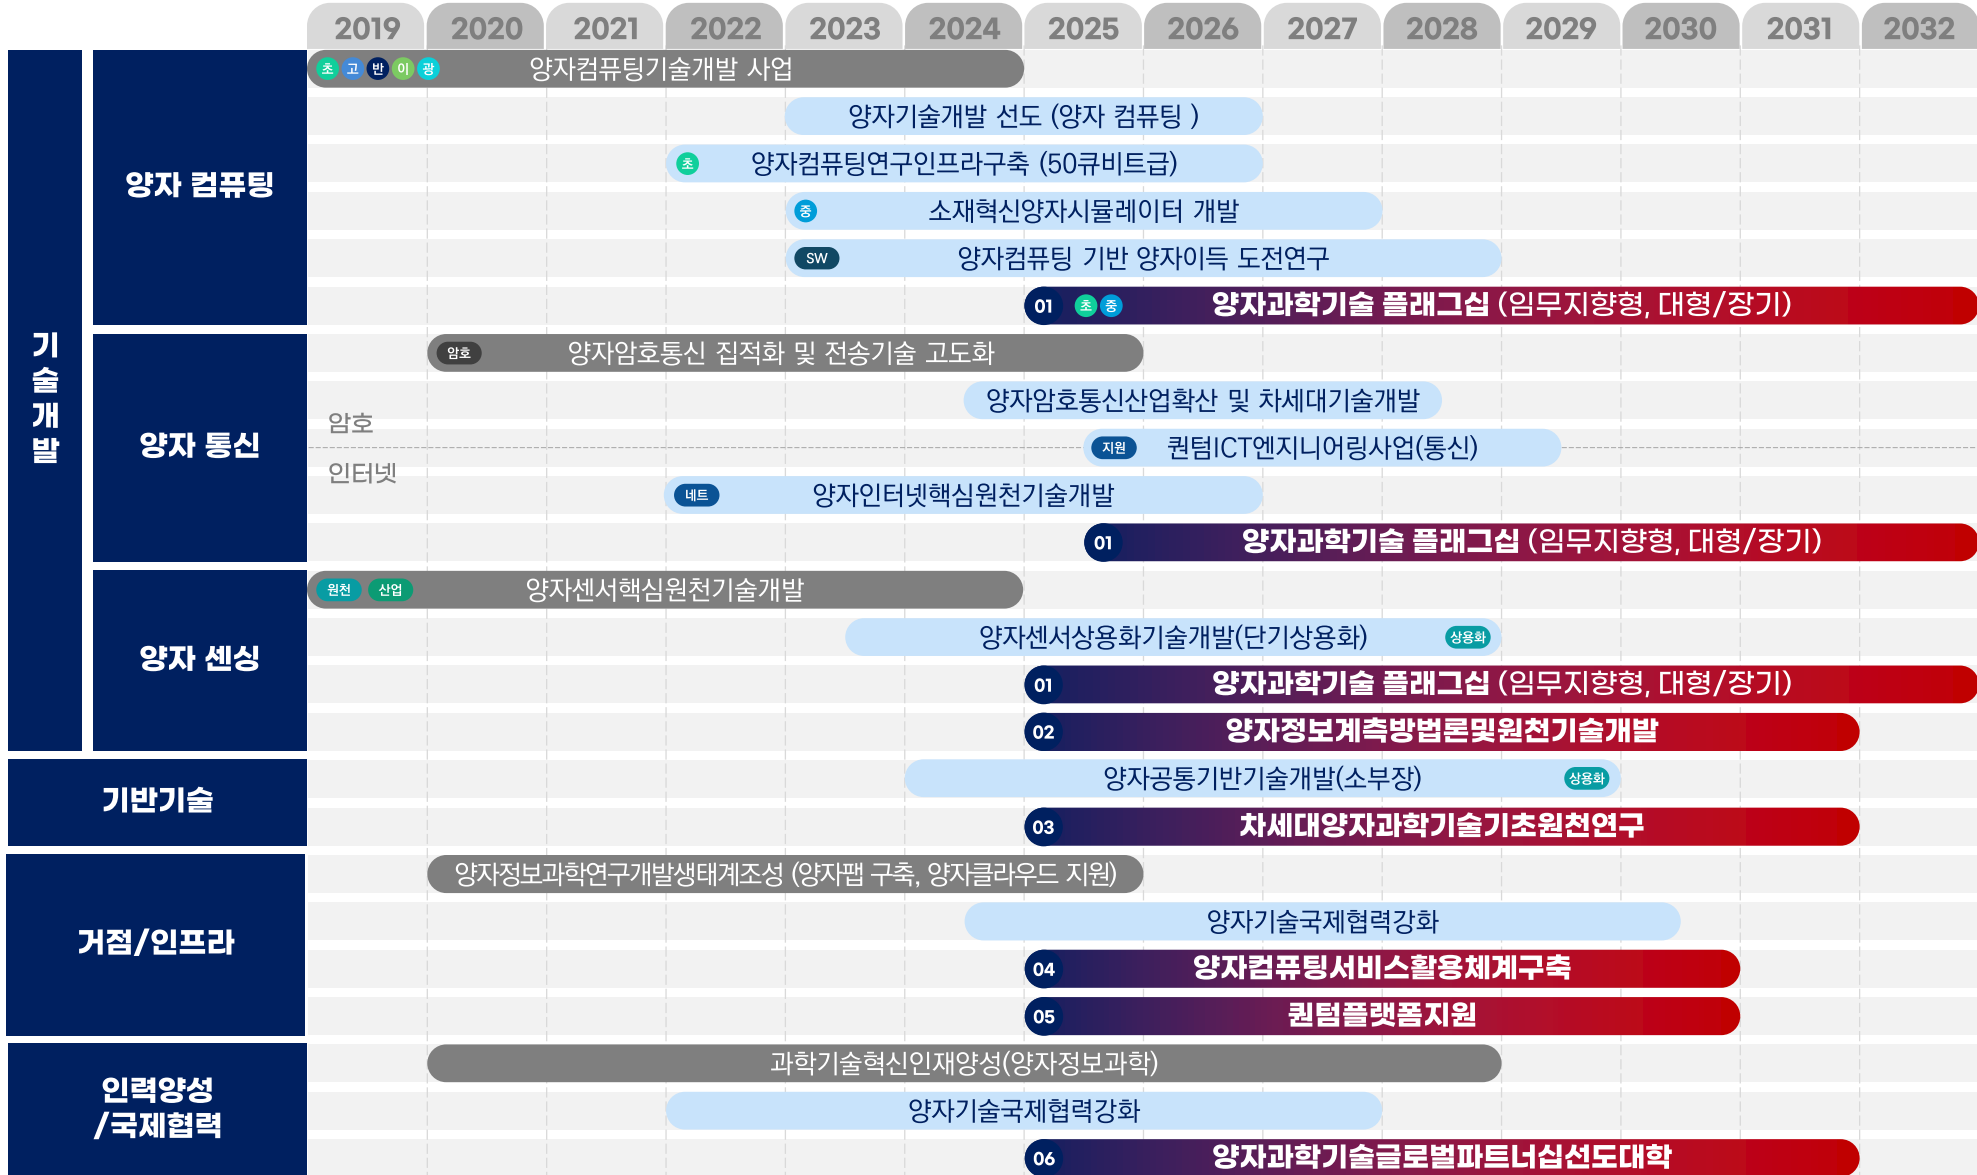 2019 2020 2021 2022 2023 2024 2025 2026 2027 2028 2029 2030 2031 2032
기술개발
양자 컴퓨팅
초 고 반 이 광 양자컴퓨팅기술개발 사업
양자기술개발 선도 (양자 컴퓨팅 )
초 양자컴퓨팅연구인프라구축 (50큐비트급)
중 소재혁신양자시뮬레이터 개발
SW 양자컴퓨팅 기반 양자이득 도전연구
01 초 중 양자과학기술 플래그십 (임무지향형, 대형/장기)
양자 통신
암호 양자암호통신 집적화 및 전송기술 고도화
양자암호통신산업확산 및 차세대기술개발
암호
지원 퀀텀ICT엔지니어링사업(통신)
인터넷
네트 양자인터넷핵심원천기술개발
01 양자과학기술 플래그십 (임무지향형, 대형/장기)
양자 센싱
원천 산업 양자센서핵심원천기술개발
양자센서상용화기술개발(단기상용화) 상용화
01 양자과학기술 플래그십 (임무지향형, 대형/장기)
02 양자정보계측방법론및원천기술개발
기반기술
양자공통기반기술개발(소부장) 상용화
03 차세대양자과학기술기초원천연구
거점/인프라
양자정보과학연구개발생태계조성 (양자팹 구축, 양자클라우드 지원)
양자기술국제협력강화
04 양자컴퓨팅서비스활용체계구축
05 퀀텀플랫폼지원
인력양성
/국제협력
과학기술혁신인재양성(양자정보과학)
양자기술국제협력강화
06 양자과학기술글로벌파트너십선도대학